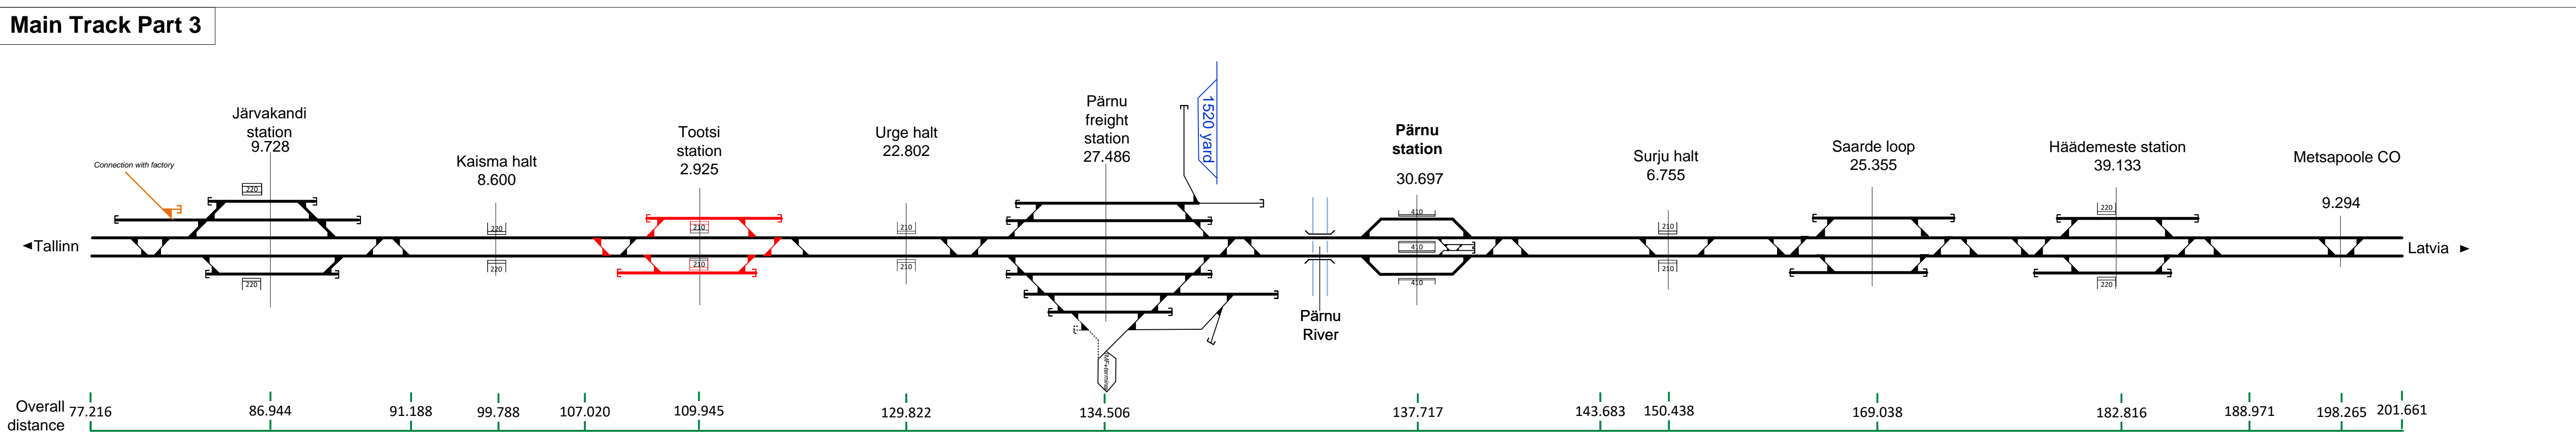 Main Track Part 3
Järvakandi
station
9.728
Connection with factory
Kaisma halt
8.600
Tootsi
station
2.925
Urge halt
22.802
Pärnu
freight
station
27.486
1520 yard
Pärnu
station
30.697
Surju halt
6.755
Saarde loop
25.355
Häädemeste station
39.133
Metsapoole CO
9.294
220
220
220
220
210
210
210
210
410
410
410
210
210
220
220
Tallinn
Latvia
Pärnu
River
Overall
distance
77.216
86.944
91.188
99.788
107.020
109.945
129.822
134.506
137.717
143.683
150.438
169.038
182.816
188.971
198.265
201.661